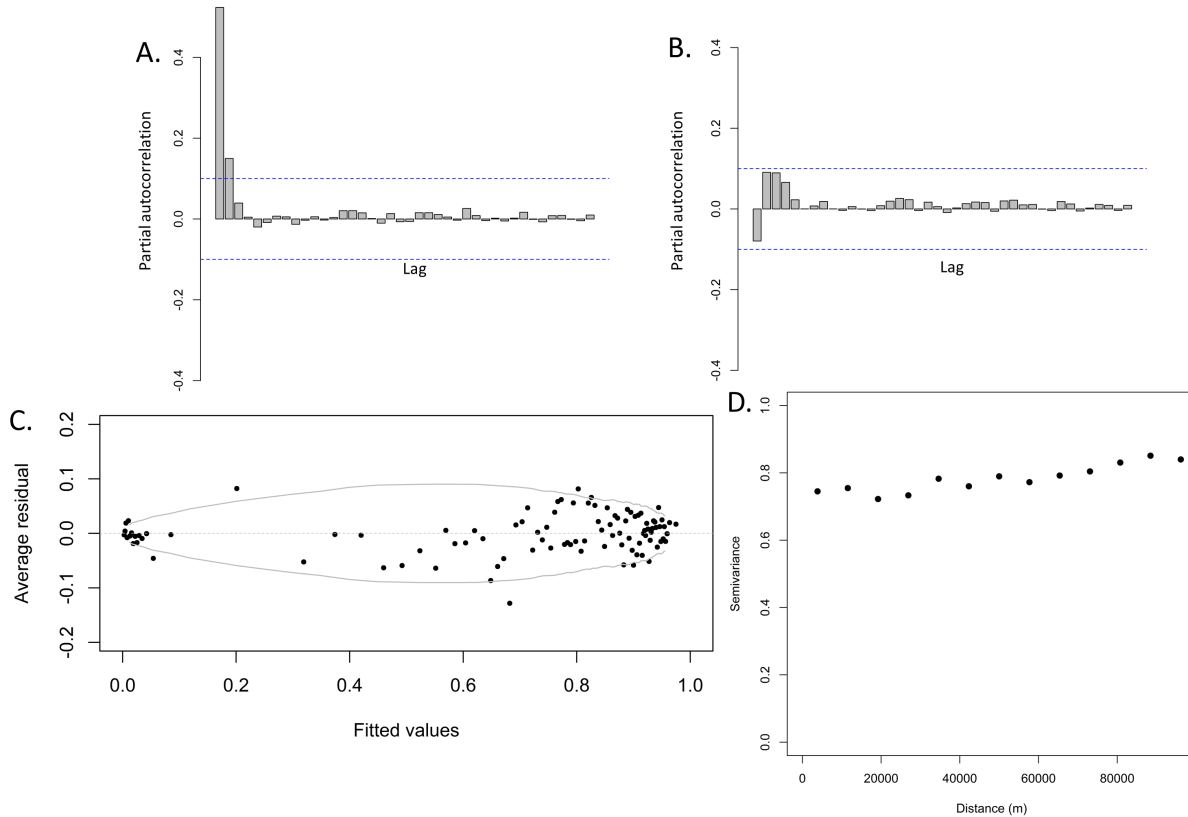 A.
Partial autocorrelation
0.4
0.2
0.0
-0.2
-0.4
Lag
B.
Partial autocorrelation
0.4
0.2
0.0
-0.2
-0.4
Lag
C.
Average residual
0.2
0.1
0.0
-0.1
-0.2
0.0 0.2 0.4 0.6 0.8 1.0
Fitted values
D.
Semivariance
1.0
0.8
0.6
0.4
0.2
0.0
0 20000 40000 60000 80000
Distance (m)